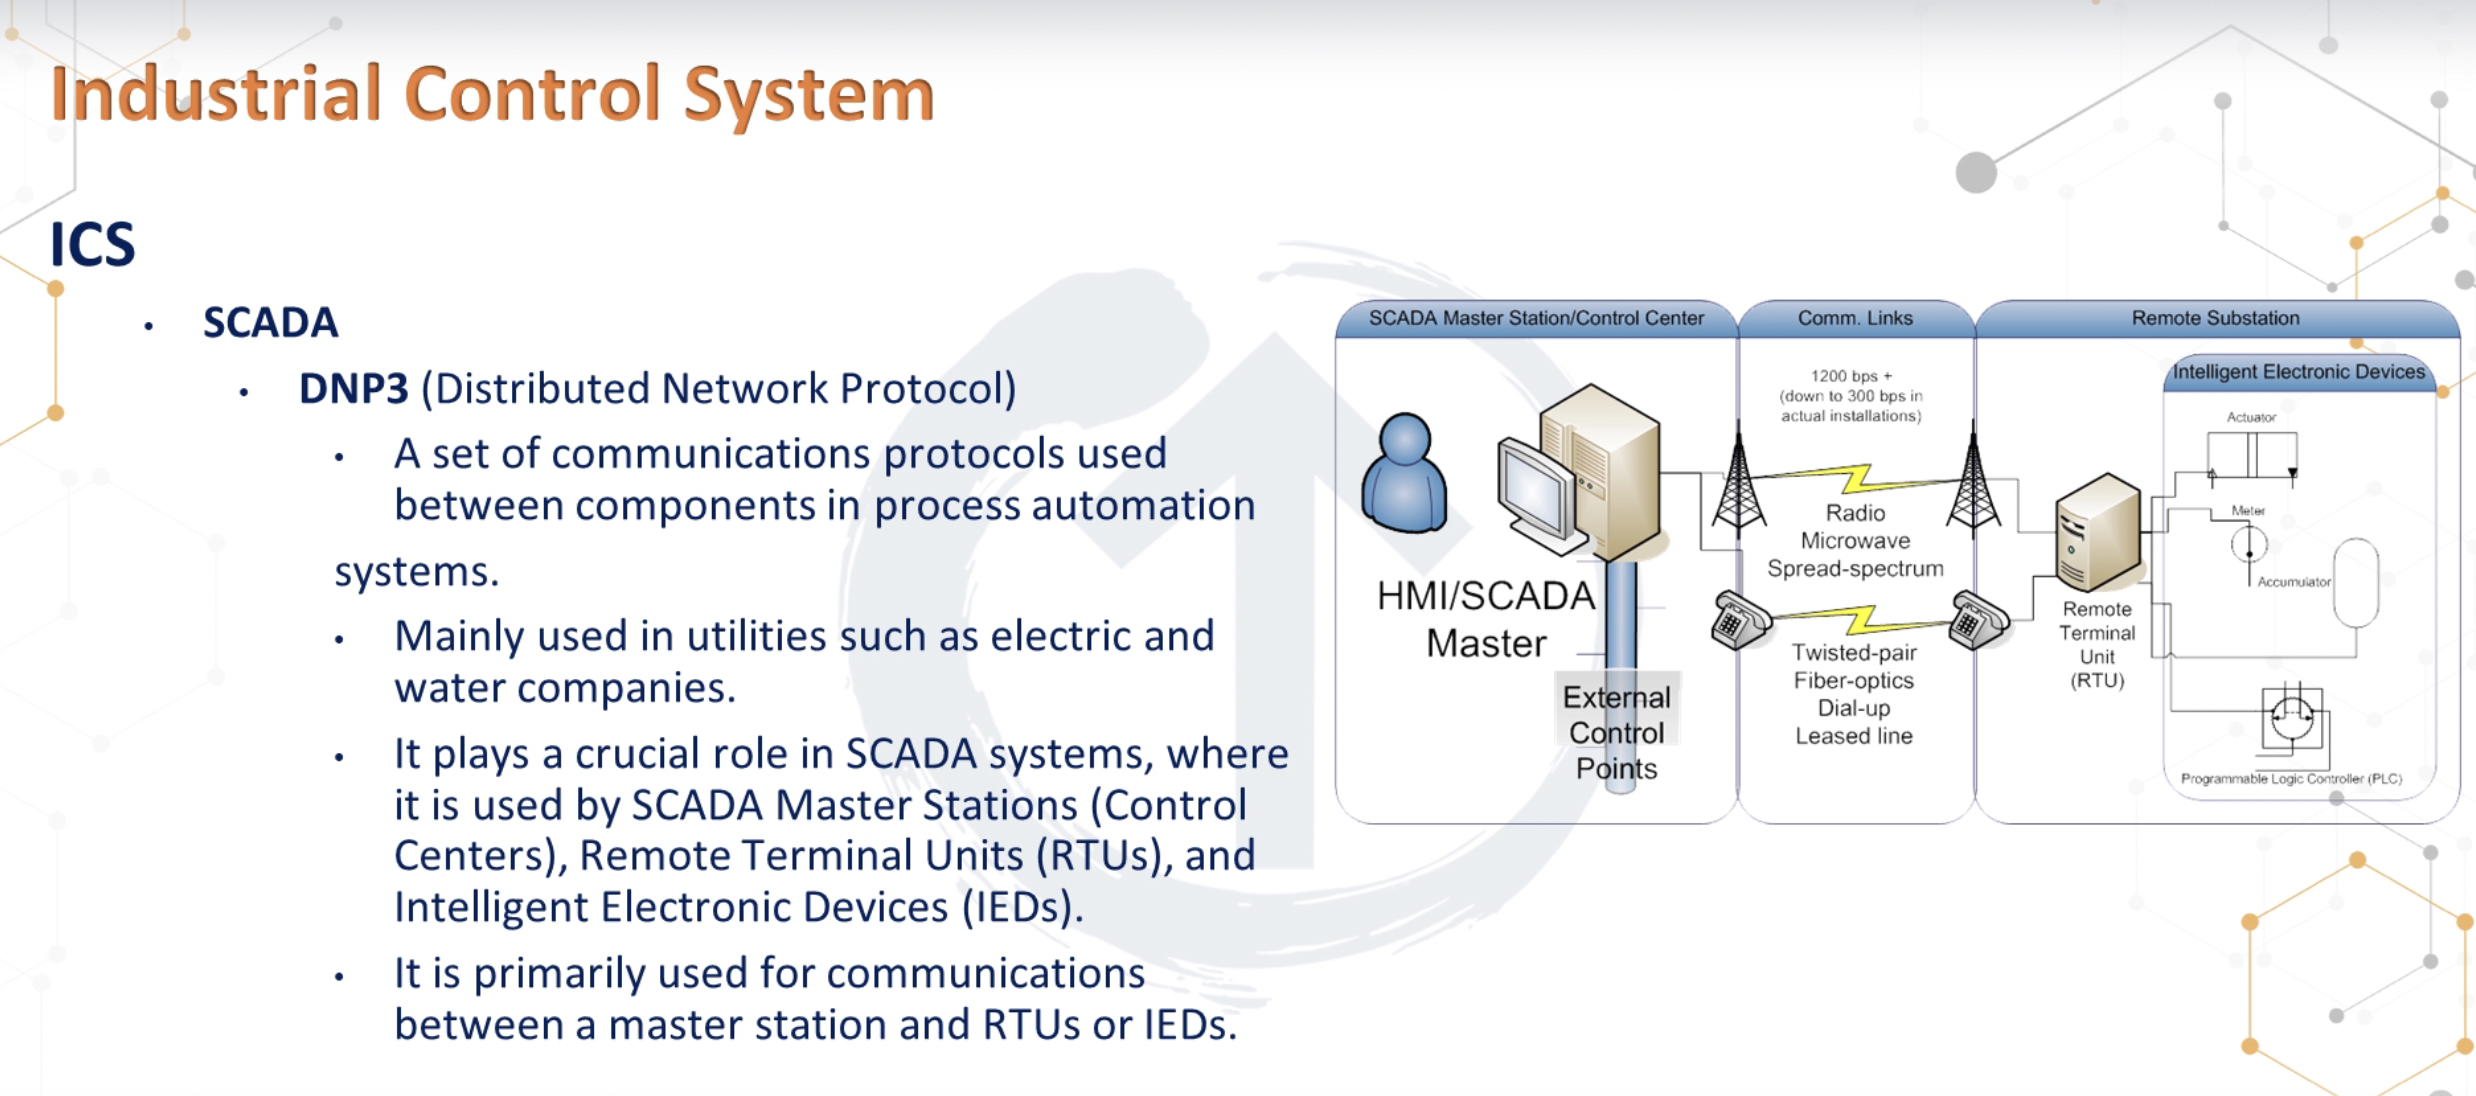 Industrial Control System
ICS
• SCADA
• DNP3 (Distributed Network Protocol)
• A set of communications protocols used
between components in process automation
systems.
• Mainly used in utilities such as electric and
water companies.
• It plays a crucial role in SCADA systems, where
it is used by SCADA Master Stations (Control
Centers), Remote Terminal Units (RTUs), and
Intelligent Electronic Devices (IEDs).
• It is primarily used for communications
between a master station and RTUs or IEDs.
SCADA Master Station/Control Center
HMI/SCADA
Master
External
Control
Points
Comm. Links
1200 bps +
(down to 300 bps in
actual installations)
Radio
Microwave
Spread-spectrum
Twisted-pair
Fiber-optics
Dial-up
Leased line
Remote Substation
Remote
Terminal
Unit
(RTU)
Intelligent Electronic Devices
Actuator
Meter
Accumulator
Programmable Logic Controller (PLC)